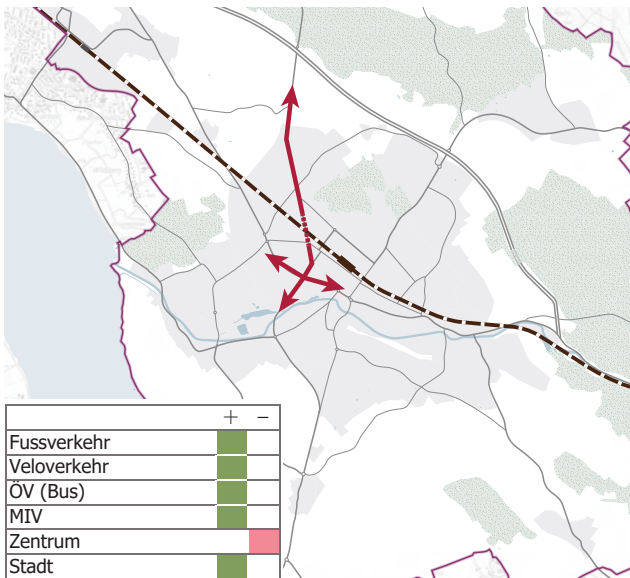 + −
Fussverkehr
Veloverkehr
ÖV (Bus)
MIV
Zentrum
Stadt